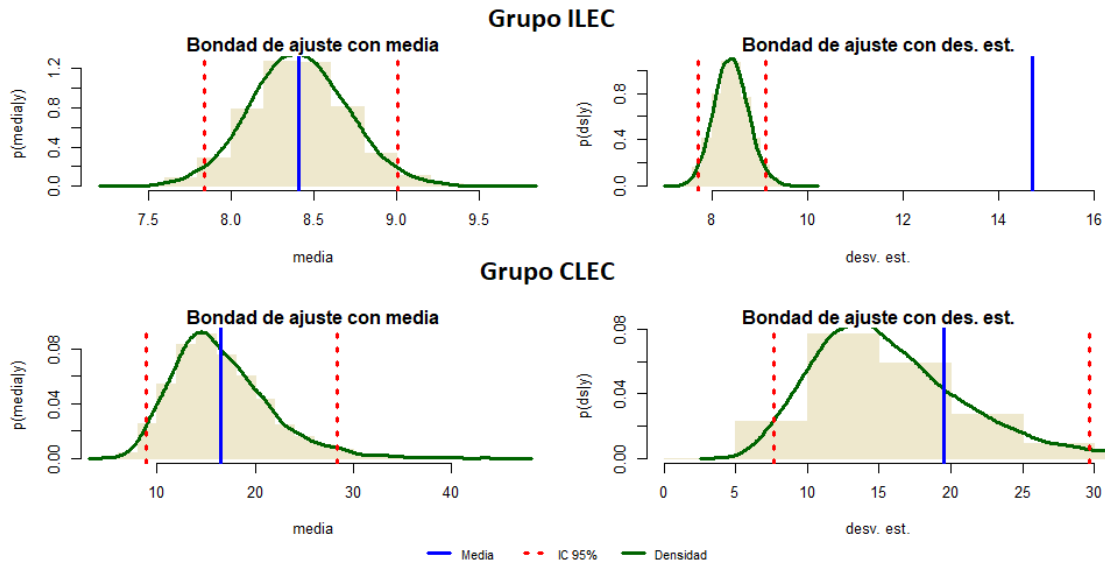 Grupo ILEC
Bondad de ajuste con media
p(media|y)
0.0 0.4 0.8 1.2
7.5 8.0 8.5 9.0 9.5
media
Bondad de ajuste con des. est.
p(ds|y)
0.0 0.4 0.8
8 10 12 14 16
desv. est.
Grupo CLEC
Bondad de ajuste con media
p(media|y)
0.00 0.04 0.08
10 20 30 40
media
Bondad de ajuste con des. est.
p(ds|y)
0.00 0.04 0.08
0 5 10 15 20 25 30
desv. est.
Media IC 95% Densidad